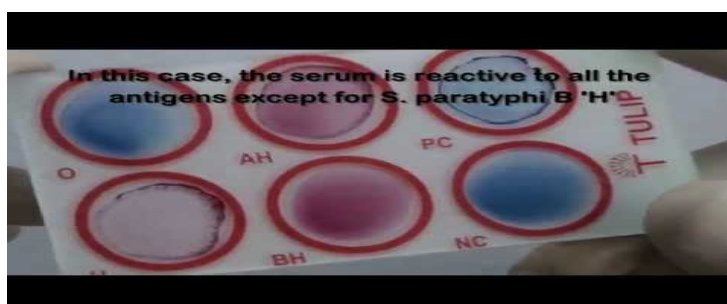 In this case, the serum is reactive to all the
antigens except for S. paratyphi B 'H'
O
AH
PC
TULIP
H
BH
NC